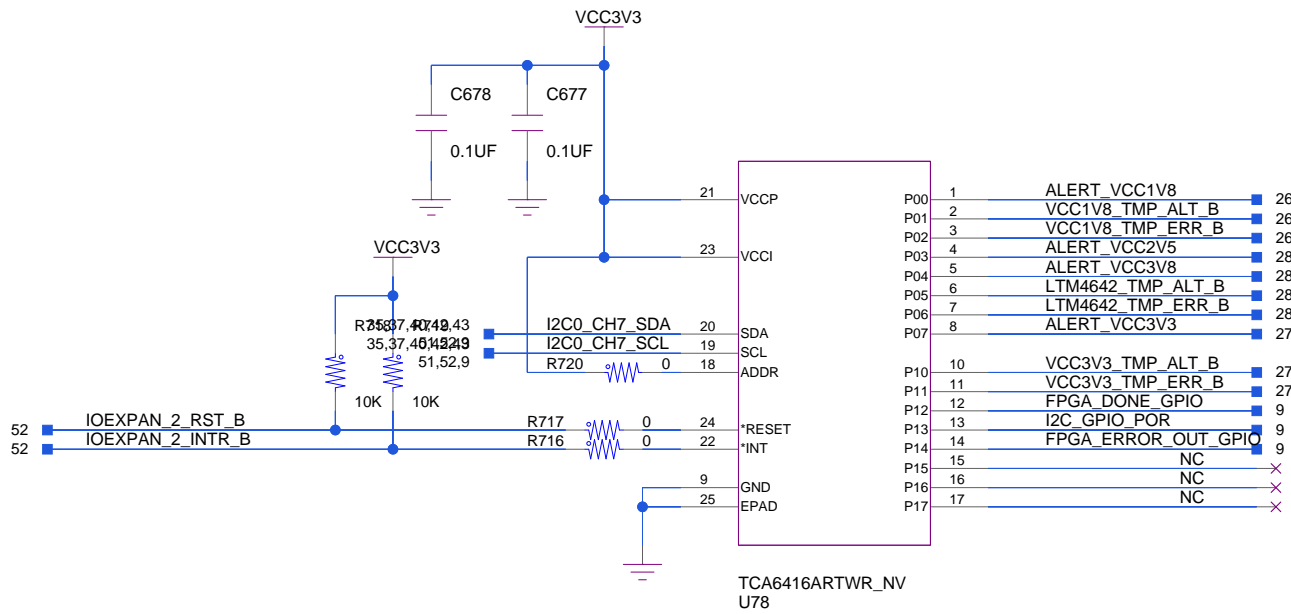 VCC3V3
C678
C677
0.1UF
0.1UF
21
VCCP
P00
1
ALERT_VCC1V8
26
P01
2
VCC1V8_TMP_ALT_B
26
P02
3
VCC1V8_TMP_ERR_B
26
VCC3V3
23
VCCI
P03
4
ALERT_VCC2V5
28
P04
5
ALERT_VCC3V8
28
P05
6
LTM4642_TMP_ALT_B
28
P06
7
LTM4642_TMP_ERR_B
28
I2C0_CH7_SDA
20
SDA
P07
8
ALERT_VCC3V3
27
35,37,40,42,43
51,52,9
I2C0_CH7_SCL
19
SCL
R720
0
18
ADDR
P10
10
VCC3V3_TMP_ALT_B
27
P11
11
VCC3V3_TMP_ERR_B
27
10K
10K
P12
12
FPGA_DONE_GPIO
9
52
IOEXPAN_2_RST_B
R717
0
24
*RESET
P13
13
I2C_GPIO_POR
9
52
IOEXPAN_2_INTR_B
R716
0
22
*INT
P14
14
FPGA_ERROR_OUT_GPIO
9
P15
15
NC
9
GND
P16
16
NC
25
EPAD
P17
17
NC
TCA6416ARTWR_NV
U78